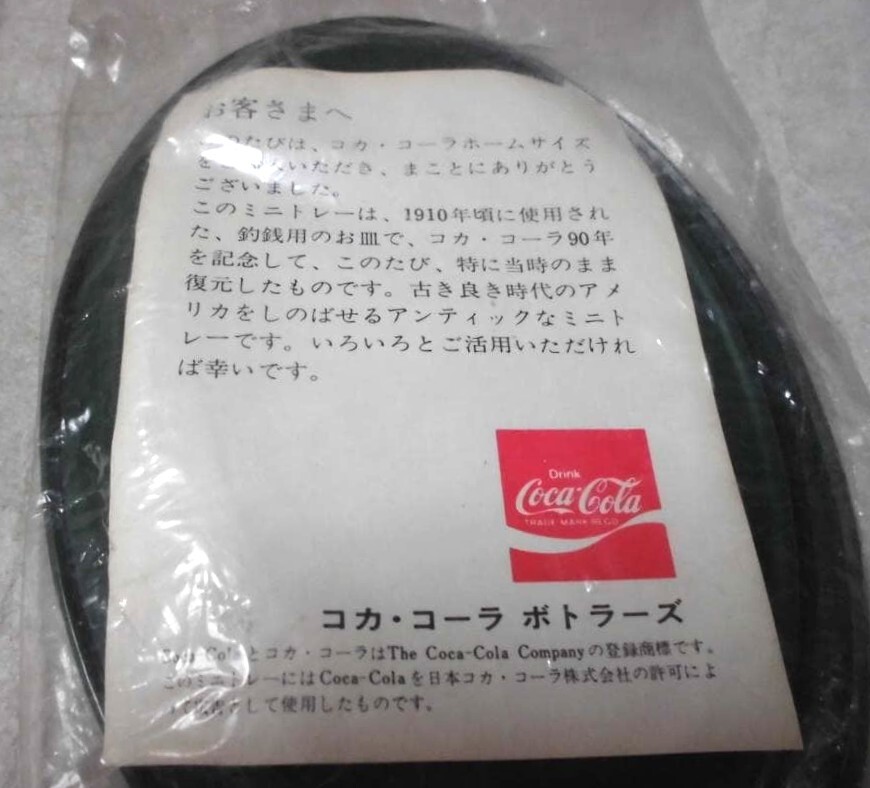 お客さまへ
このたびは、コカ・コーラホームサイズ
を いただき、まことにありがとう
ございました。
このミニトレーは、1910年頃に使用され
た、釣銭用のお皿で、コカ・コーラ90年
を記念して、このたび、特に当時のまま
復元したものです。古き良き時代のアメ
リカをしのばせるアンティックなミニト
レーです。いろいろとご活用いただけれ
ば幸いです。
Drink
Coca-Cola
TRADE MARK REG'D
コカ・コーラ ボトラーズ
Coca-Colaとコカ・コーラはThe Coca-Cola Companyの登録商標です。
このミニトレーにはCoca-Colaを日本コカ・コーラ株式会社の許可によ
して使用したものです。